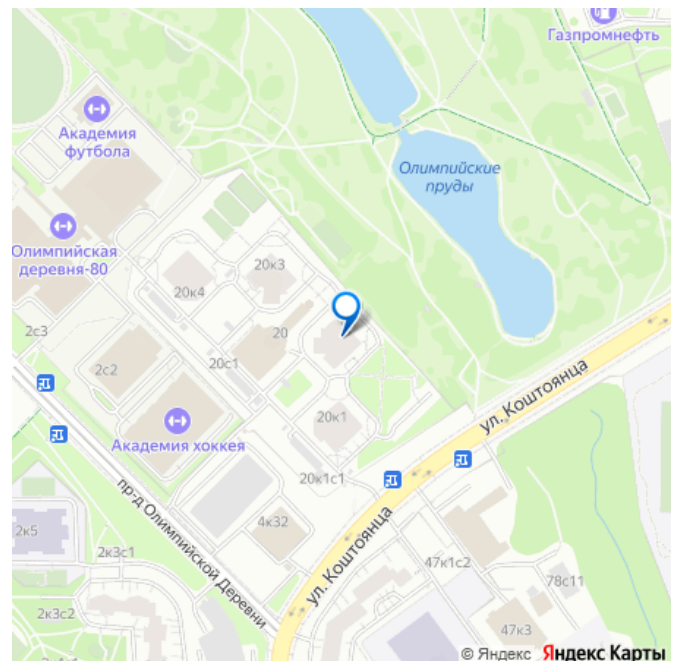 Газпромнефть
Академия
футбола
Олимпийские
пруды
Олимпийская
деревня-80
20к3
20к4
2с3
20
20с1
2с2
ул. Коштоянца
20к1
Академия хоккея
20к1с1
пр-д Олимпийской Деревни
4к32
ул. Коштоянца
2к5
2к3с1
47к1с2
78с11
2к3с2
47к3
© Яндекс Яндекс Карты